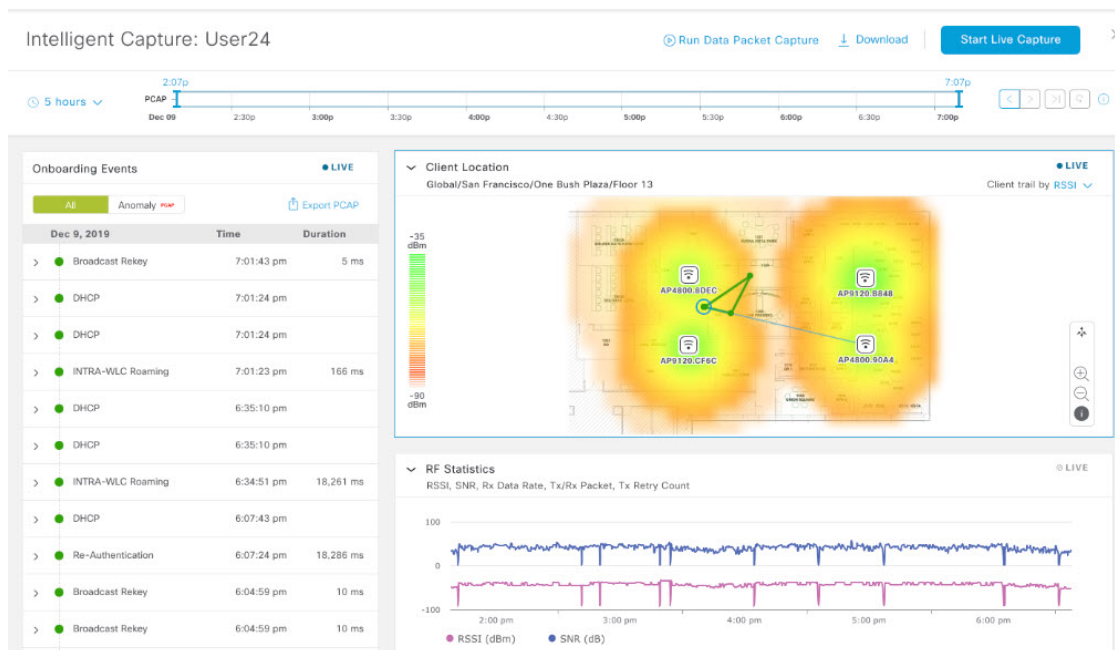 Intelligent Capture: User24
Run Data Packet Capture
Download
Start Live Capture
2:07p
7:07p
5 hours
PCAP
Dec 09
2:30p
3:00p
3:30p
4:00p
4:30p
5:00p
5:30p
6:00p
6:30p
7:00p
Onboarding Events
LIVE
All
Anomaly PCAP
Export PCAP
Dec 9, 2019 Time Duration
Broadcast Rekey 7:01:43 pm 5 ms
DHCP 7:01:24 pm
DHCP 7:01:24 pm
INTRA-WLC Roaming 7:01:23 pm 166 ms
DHCP 6:35:10 pm
DHCP 6:35:10 pm
INTRA-WLC Roaming 6:34:51 pm 18,261 ms
DHCP 6:07:43 pm
Re-Authentication 6:07:24 pm 18,286 ms
Broadcast Rekey 6:04:59 pm 10 ms
Broadcast Rekey 6:04:59 pm 10 ms
Client Location
LIVE
Global/San Francisco/One Bush Plaza/Floor 13
Client trail by RSSI
-35
dBm
-90
dBm
AP4800.8DEC
AP9120.B848
AP9120.CF6C
AP4800.90A4
RF Statistics
LIVE
RSSI, SNR, Rx Data Rate, Tx/Rx Packet, Tx Retry Count
100
0
-100
2:00 pm
3:00 pm
4:00 pm
5:00 pm
6:00 pm
RSSI (dBm)
SNR (dB)